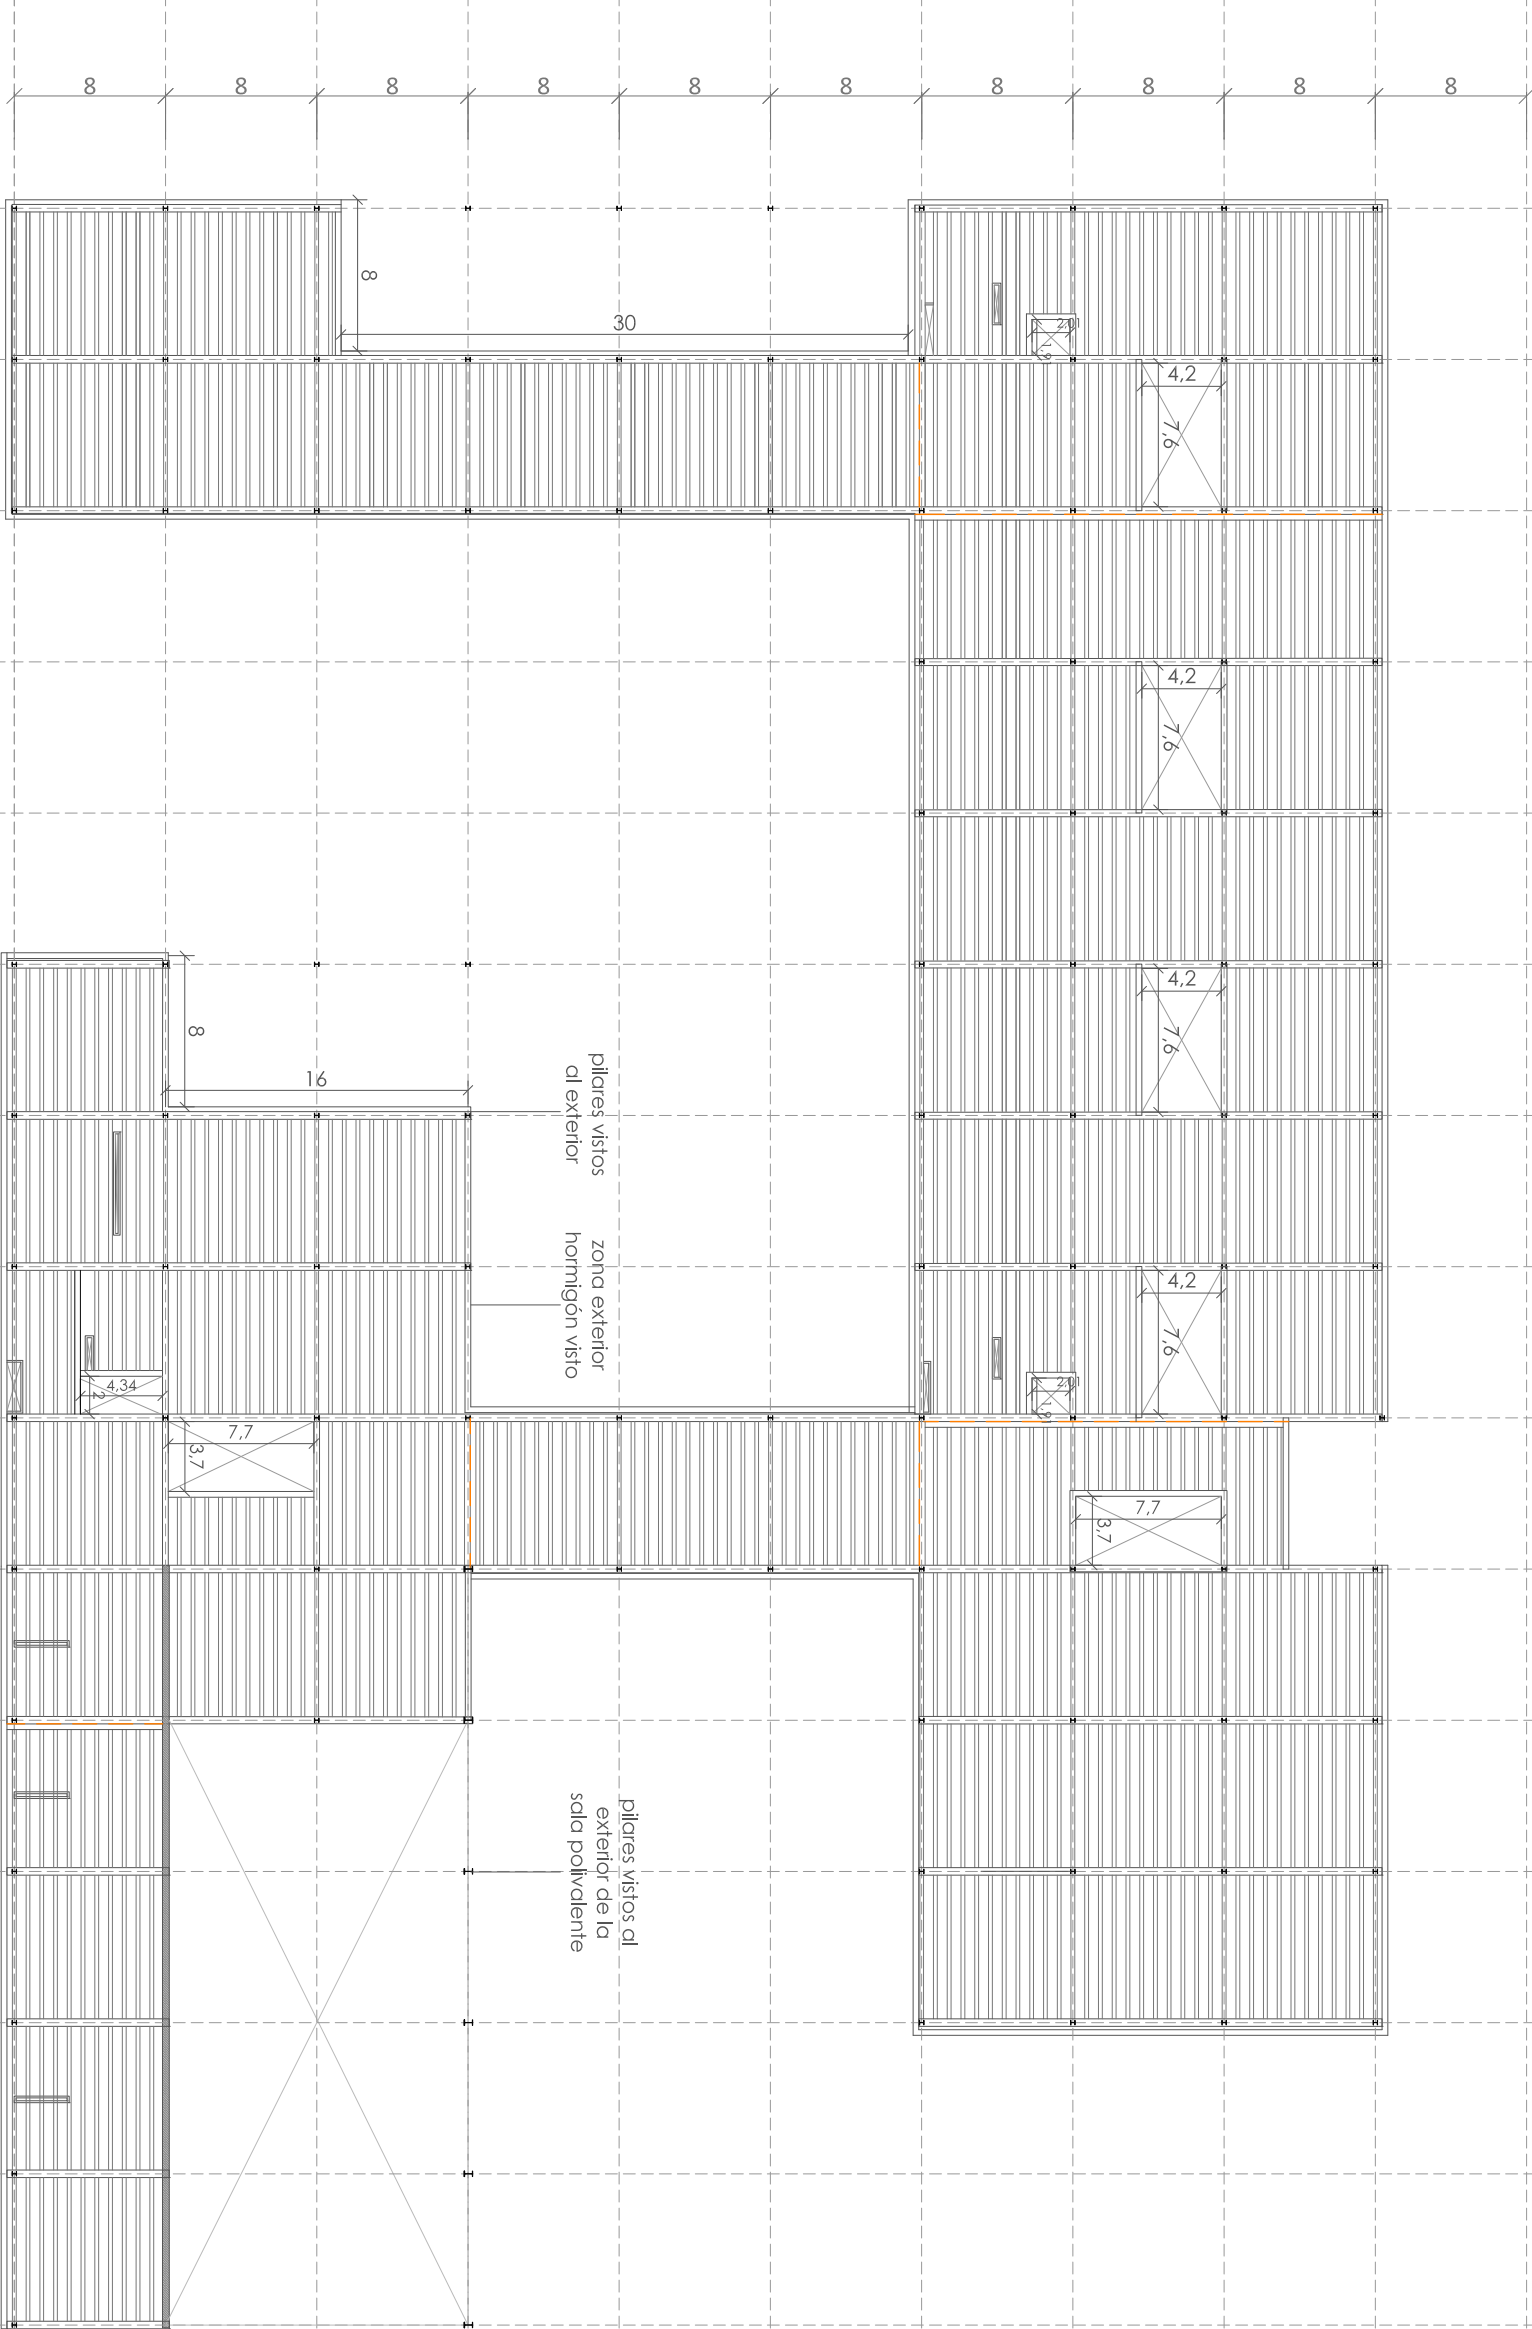 8 8 8 8 8 8 8 8 8 8
8
30
2,01
1,91
4,2
7,6
4,2
7,6
4,2
7,6
8
16
pilares vistos
al exterior
zona exterior
hormigón visto
4,2
7,6
4,34
2
2,01
1,91
7,7
3,7
7,7
3,7
pilares vistos al
exterior de la
sala polivalente